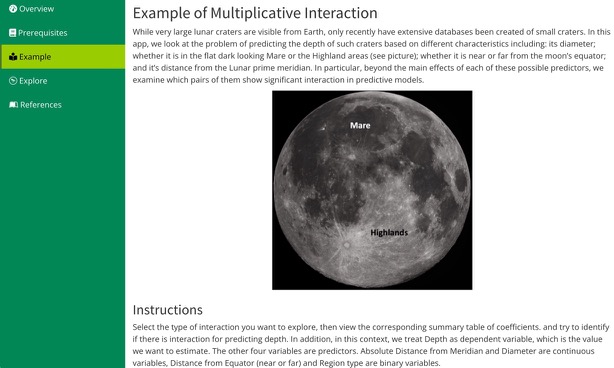 Overview
Prerequisites
Example
Explore
References
Example of Multiplicative Interaction
While very large lunar craters are visible from Earth, only recently have extensive databases been created of small craters. In this
app, we look at the problem of predicting the depth of such craters based on different characteristics including: its diameter;
whether it is in the flat dark looking Mare or the Highland areas (see picture); whether it is near or far from the moon's equator;
and it's distance from the Lunar prime meridian. In particular, beyond the main effects of each of these possible predictors, we
examine which pairs of them show significant interaction in predictive models.
Mare
Highlands
Instructions
Select the type of interaction you want to explore, then view the corresponding summary table of coefficients. and try to identify
if there is interaction for predicting depth. In addition, in this context, we treat Depth as dependent variable, which is the value
we want to estimate. The other four variables are predictors. Absolute Distance from Meridian and Diameter are continuous
variables, Distance from Equator (near or far) and Region type are binary variables.